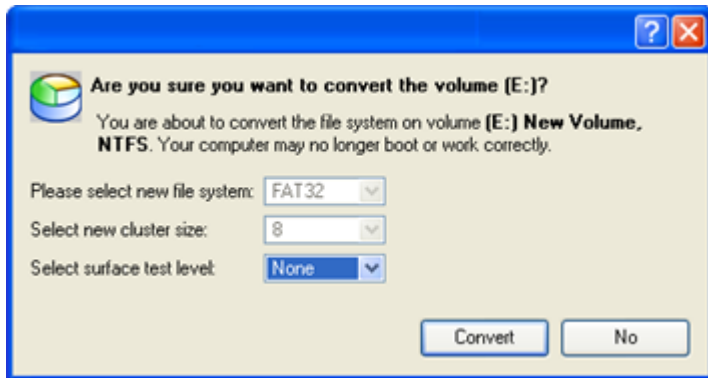 Are you sure you want to convert the volume (E:)?
You are about to convert the file system on volume (E:) New Volume,
NTFS. Your computer may no longer boot or work correctly.
Please select new file system: FAT32
Select new cluster size: 8
Select surface test level: None
Convert No